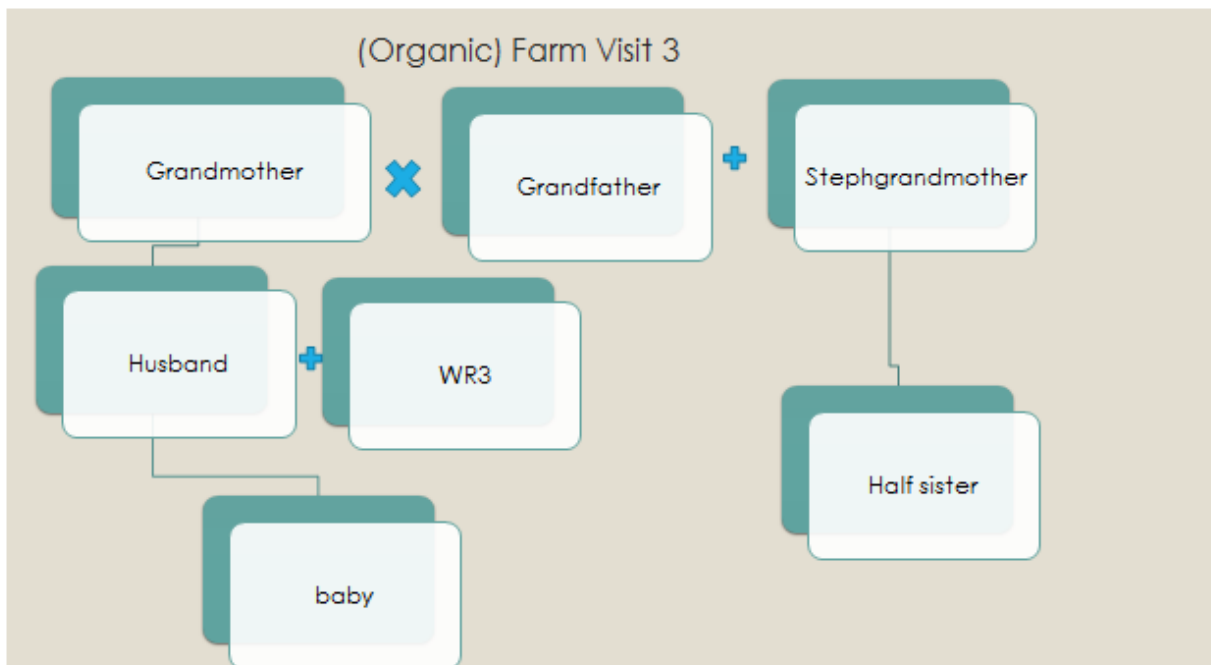 (Organic) Farm Visit 3
Grandmother
Grandfather
Stephgrandmother
Husband
WR3
Half sister
baby